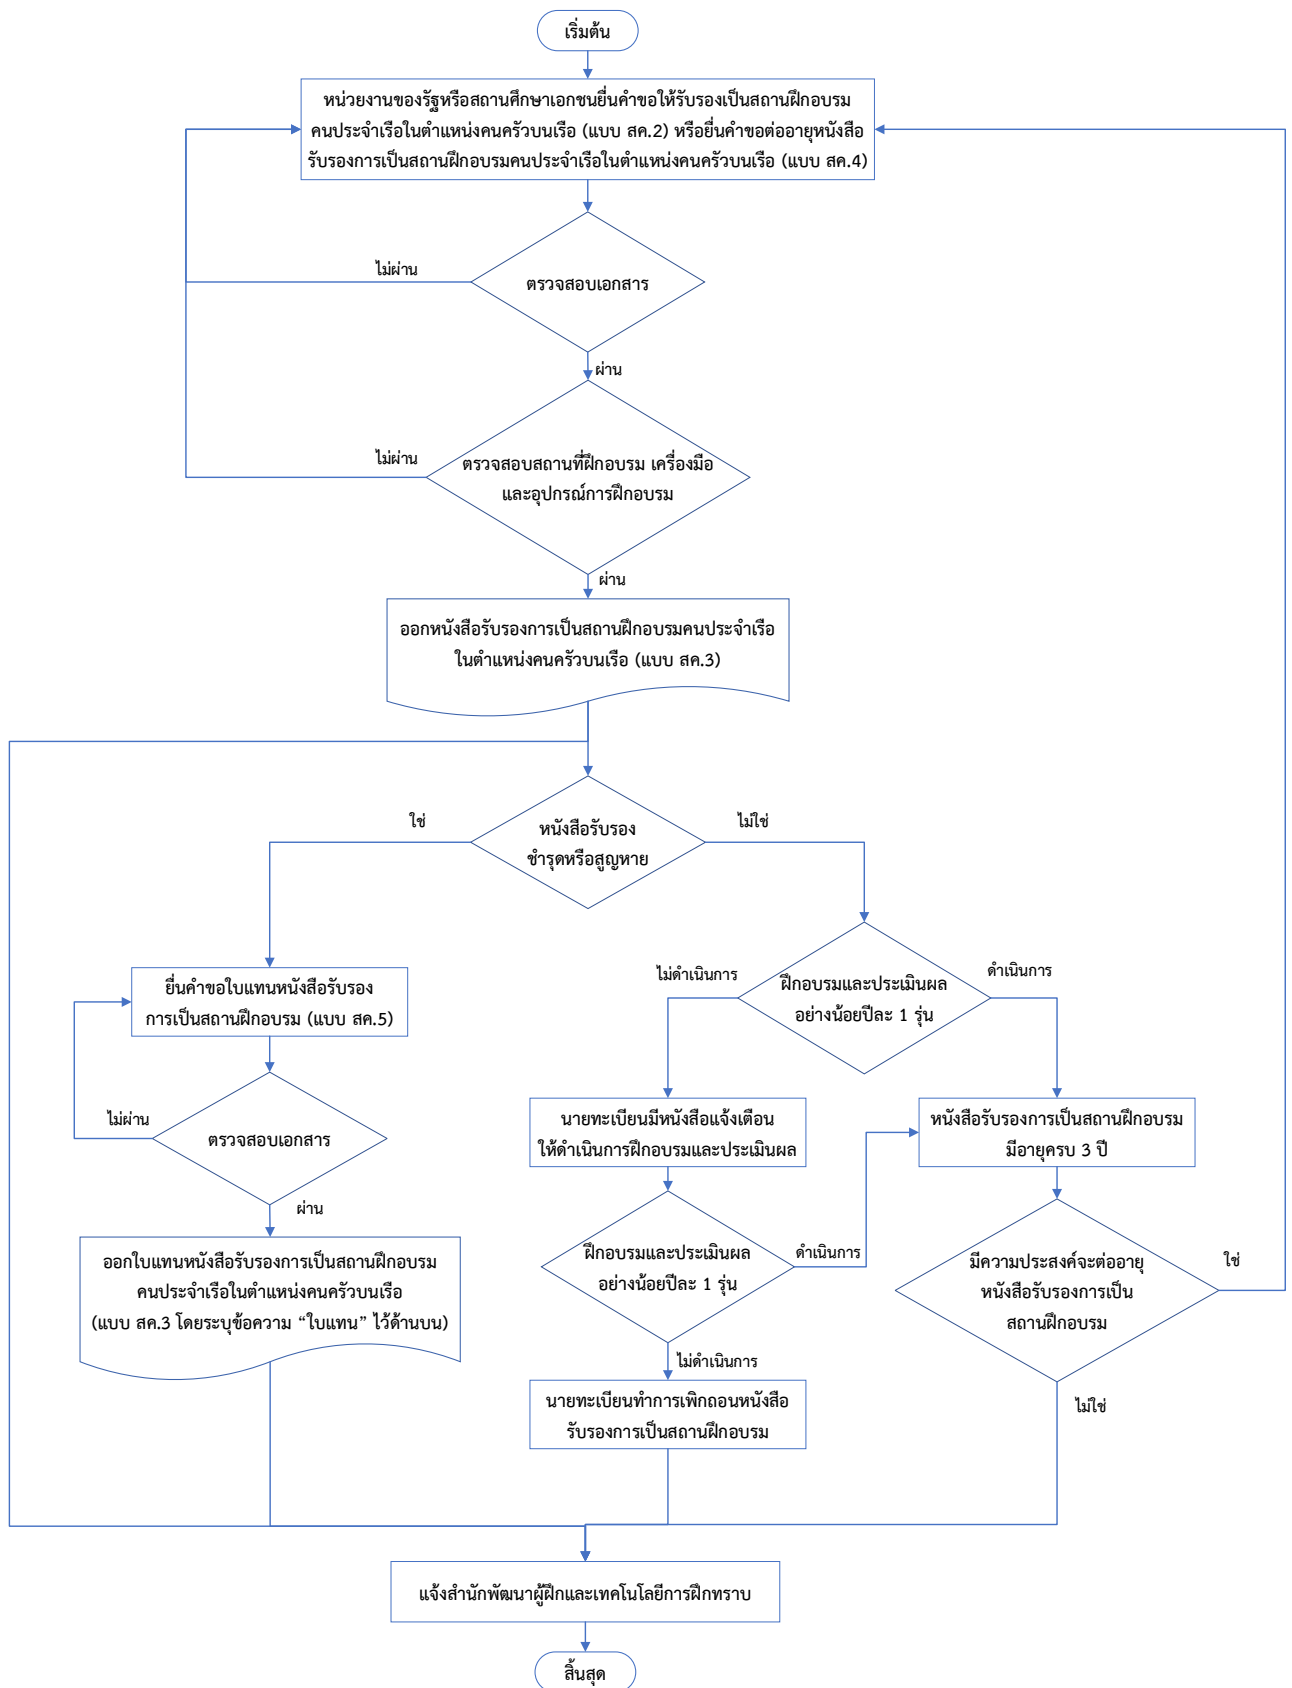 เริ่มต้น
หน่วยงานของรัฐหรือสถานศึกษาเอกชนยื่นคำขอให้รับรองเป็นสถานฝึกอบรม
คนประจำเรือในตำแหน่งคนครัวบนเรือ (แบบ สค.2) หรือยื่นคำขอต่ออายุหนังสือ
รับรองการเป็นสถานฝึกอบรมคนประจำเรือในตำแหน่งคนครัวบนเรือ (แบบ สค.4)
ไม่ผ่าน
ตรวจสอบเอกสาร
ผ่าน
ไม่ผ่าน
ตรวจสอบสถานที่ฝึกอบรม เครื่องมือ
และอุปกรณ์การฝึกอบรม
ผ่าน
ออกหนังสือรับรองการเป็นสถานฝึกอบรมคนประจำเรือ
ในตำแหน่งคนครัวบนเรือ (แบบ สค.3)
ใช่
หนังสือรับรอง
ชำรุดหรือสูญหาย
ไม่ใช่
ไม่ดำเนินการ
ฝึกอบรมและประเมินผล
อย่างน้อยปีละ 1 รุ่น
ดำเนินการ
ยื่นคำขอใบแทนหนังสือรับรอง
การเป็นสถานฝึกอบรม (แบบ สค.5)
ไม่ผ่าน
ตรวจสอบเอกสาร
ผ่าน
นายทะเบียนมีหนังสือแจ้งเตือน
ให้ดำเนินการฝึกอบรมและประเมินผล
หนังสือรับรองการเป็นสถานฝึกอบรม
มีอายุครบ 3 ปี
ออกใบแทนหนังสือรับรองการเป็นสถานฝึกอบรม
คนประจำเรือในตำแหน่งคนครัวบนเรือ
(แบบ สค.3 โดยระบุข้อความ “ใบแทน” ไว้ด้านบน)
ฝึกอบรมและประเมินผล
อย่างน้อยปีละ 1 รุ่น
ดำเนินการ
มีความประสงค์จะต่ออายุ
หนังสือรับรองการเป็น
สถานฝึกอบรม
ใช่
ไม่ดำเนินการ
นายทะเบียนทำการเพิกถอนหนังสือ
รับรองการเป็นสถานฝึกอบรม
ไม่ใช่
แจ้งสำนักพัฒนาผู้ฝึกและเทคโนโลยีการฝึกทราบ
สิ้นสุด